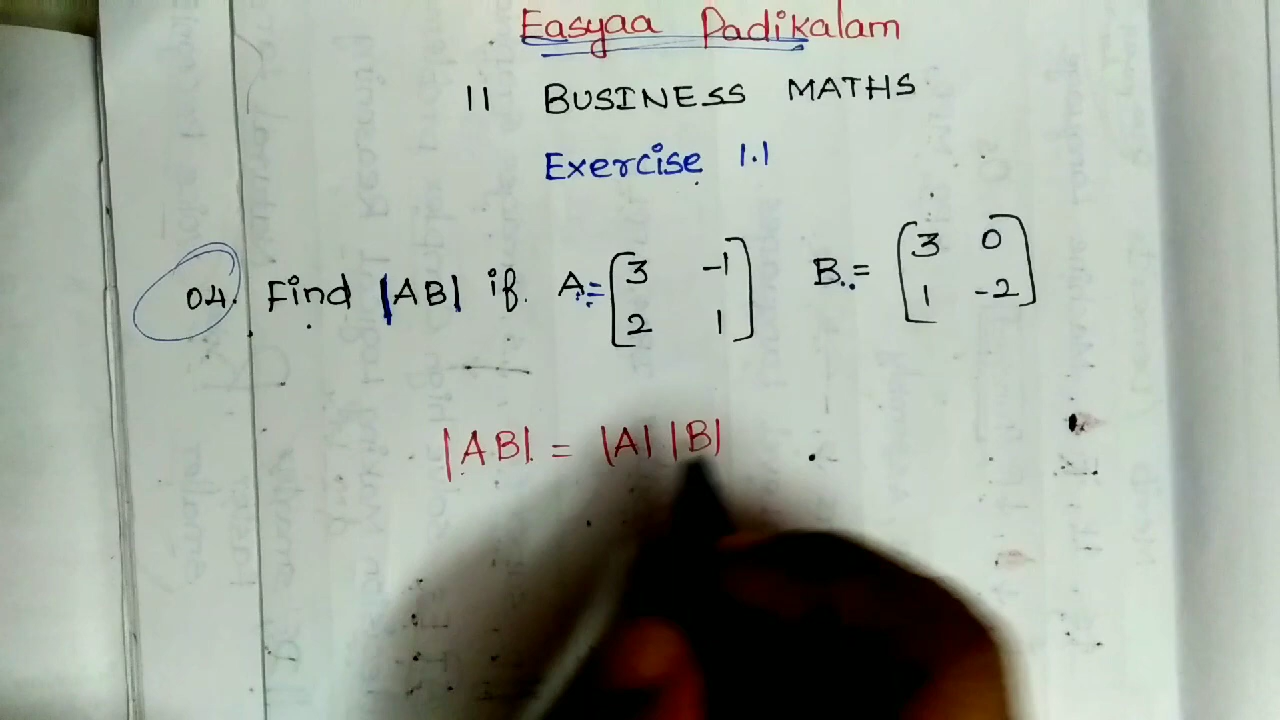 Easyaa Padikalam
11 BUSINESS MATHS
Exercise 1.1
04. Find |AB| if A= [3 -1 B.= [3 0
2 1] 1 -2]
|AB| = |A| |B|